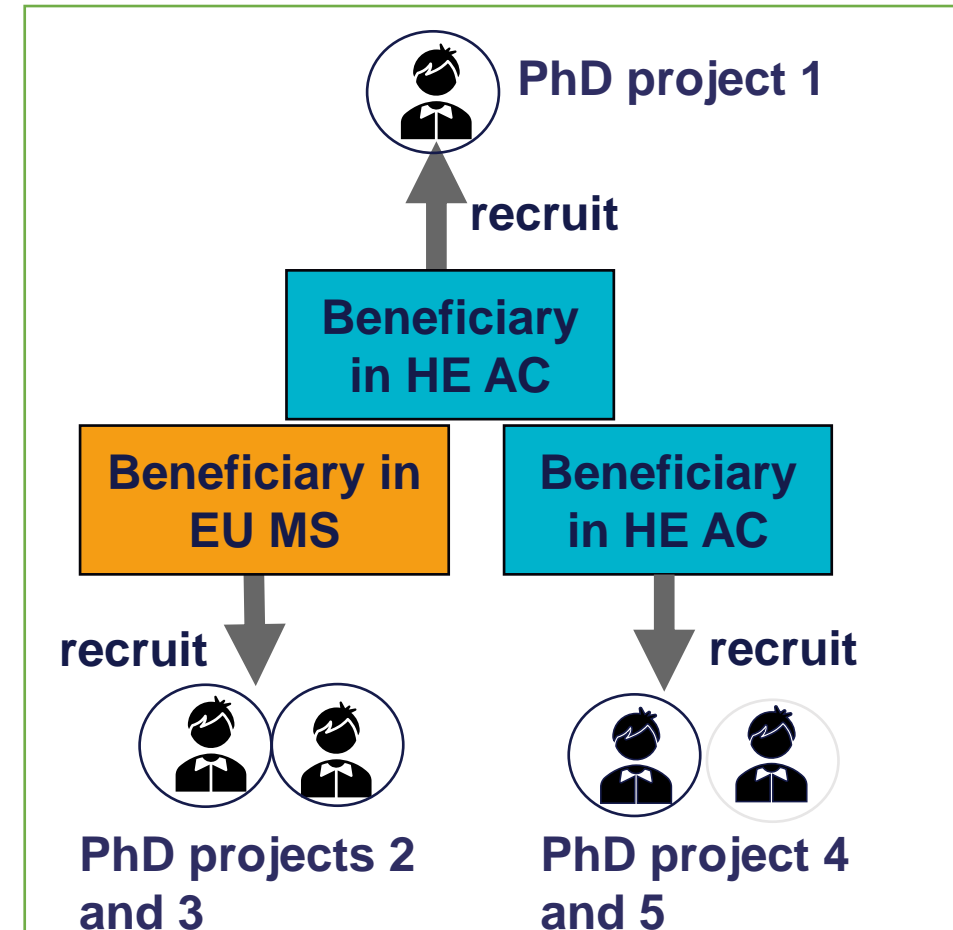 PhD project 1
recruit
Beneficiary
in HE AC
Beneficiary in
EU MS
Beneficiary
in HE AC
recruit
recruit
PhD projects 2
and 3
PhD project 4
and 5